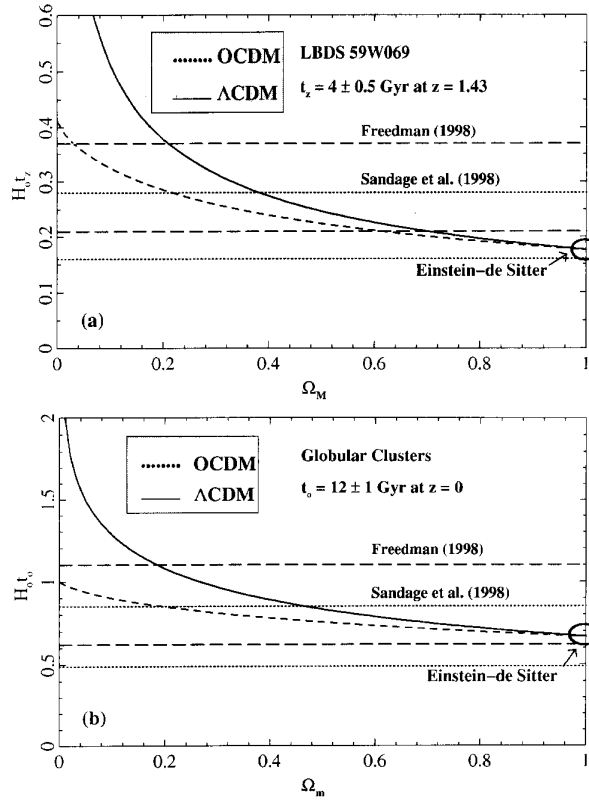 0.6
OCDM
ΛCDM
LBDS 59W069
t_z = 4 ± 0.5 Gyr at z = 1.43
0.5
0.4
Freedman (1998)
H_o t_z
0.3
Sandage et al. (1998)
0.2
Einstein–de Sitter
0.1
(a)
0
0 0.2 0.4 0.6 0.8 1
Ω_M
2
OCDM
ΛCDM
Globular Clusters
t_o = 12 ± 1 Gyr at z = 0
1.5
Freedman (1998)
H_o t_o
1
Sandage et al. (1998)
0.5
Einstein–de Sitter
(b)
0
0 0.2 0.4 0.6 0.8 1
Ω_m